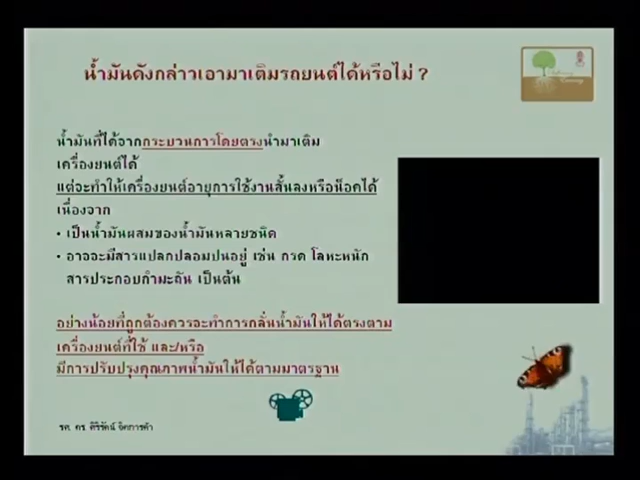 น้ำมันดังกล่าวเอามาเติมรถยนต์ได้หรือไม่ ?
น้ำมันที่ได้จากกระบวนการโดยตรงนำมาเติม
เครื่องยนต์ได้
แต่จะทำให้เครื่องยนต์อายุการใช้งานสั้นลงหรือน็อคได้
เนื่องจาก
• เป็นน้ำมันผสมของน้ำมันหลายชนิด
• อาจจะมีสารแปลกปลอมปนอยู่ เช่น กรด โลหะหนัก
สารประกอบกำมะถัน เป็นต้น
อย่างน้อยที่ถูกต้องควรจะทำการกลั่นน้ำมันให้ได้ตรงตาม
เครื่องยนต์ที่ใช้ และ/หรือ
มีการปรับปรุงคุณภาพน้ำมันให้ได้ตามมาตรฐาน
รศ. ดร. ศิริรัตน์ จิตการค้า